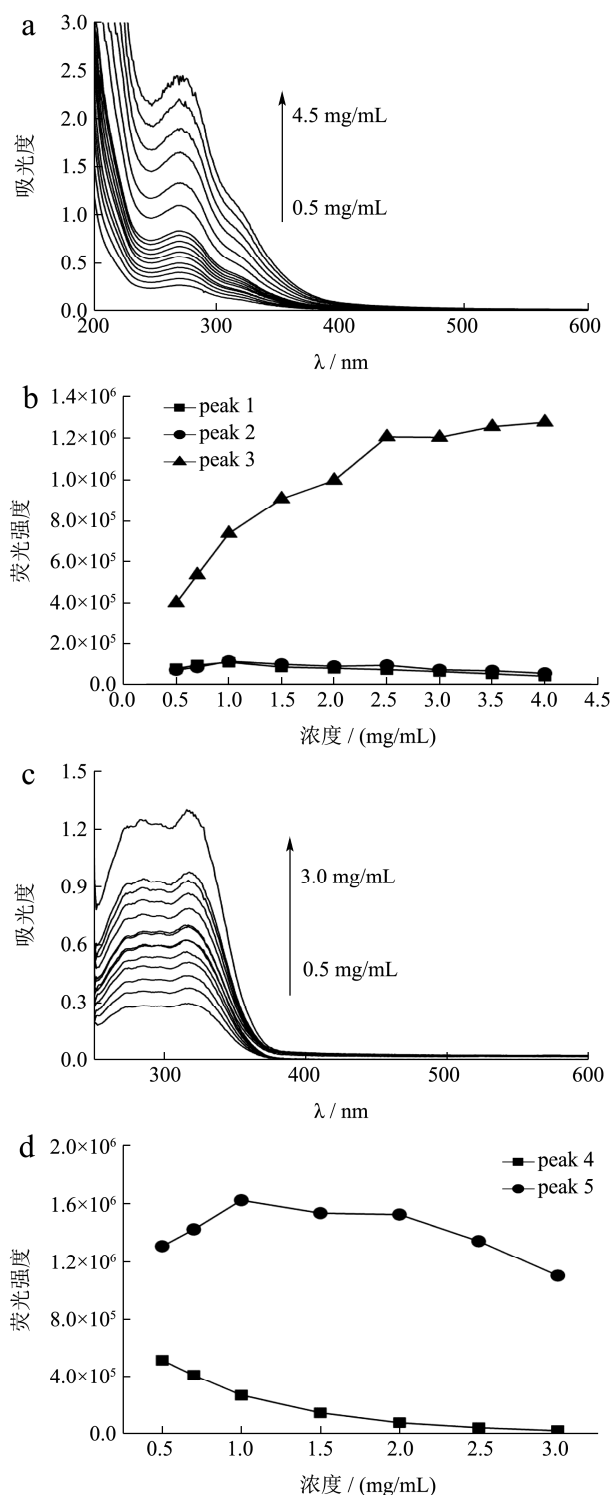 a
3.0
2.5
2.0
1.5
1.0
0.5
0.0
吸光度
4.5 mg/mL
0.5 mg/mL
200 300 400 500 600
λ / nm
b
1.4×10⁶
1.2×10⁶
1.0×10⁶
8.0×10⁵
6.0×10⁵
4.0×10⁵
2.0×10⁵
0.0
荧光强度
peak 1
peak 2
peak 3
0.0 0.5 1.0 1.5 2.0 2.5 3.0 3.5 4.0 4.5
浓度 / (mg/mL)
c
1.5
1.2
0.9
0.6
0.3
0.0
吸光度
3.0 mg/mL
0.5 mg/mL
300 400 500 600
λ / nm
d
2.0×10⁶
1.6×10⁶
1.2×10⁶
8.0×10⁵
4.0×10⁵
0.0
荧光强度
peak 4
peak 5
0.5 1.0 1.5 2.0 2.5 3.0
浓度 / (mg/mL)